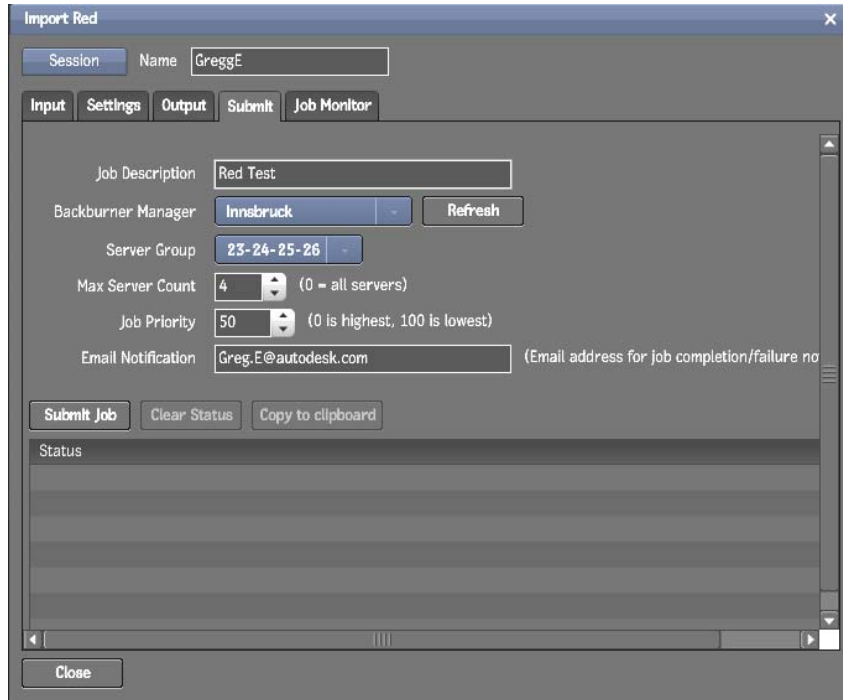 Import Red
Session Name GreggE
Input Settings Output Submit Job Monitor
Job Description Red Test
Backburner Manager Innsbruck Refresh
Server Group 23-24-25-26
Max Server Count 4 (0 = all servers)
Job Priority 50 (0 is highest, 100 is lowest)
Email Notification Greg.E@autodesk.com (Email address for job completion/failure no
Submit Job Clear Status Copy to clipboard
Status
Close